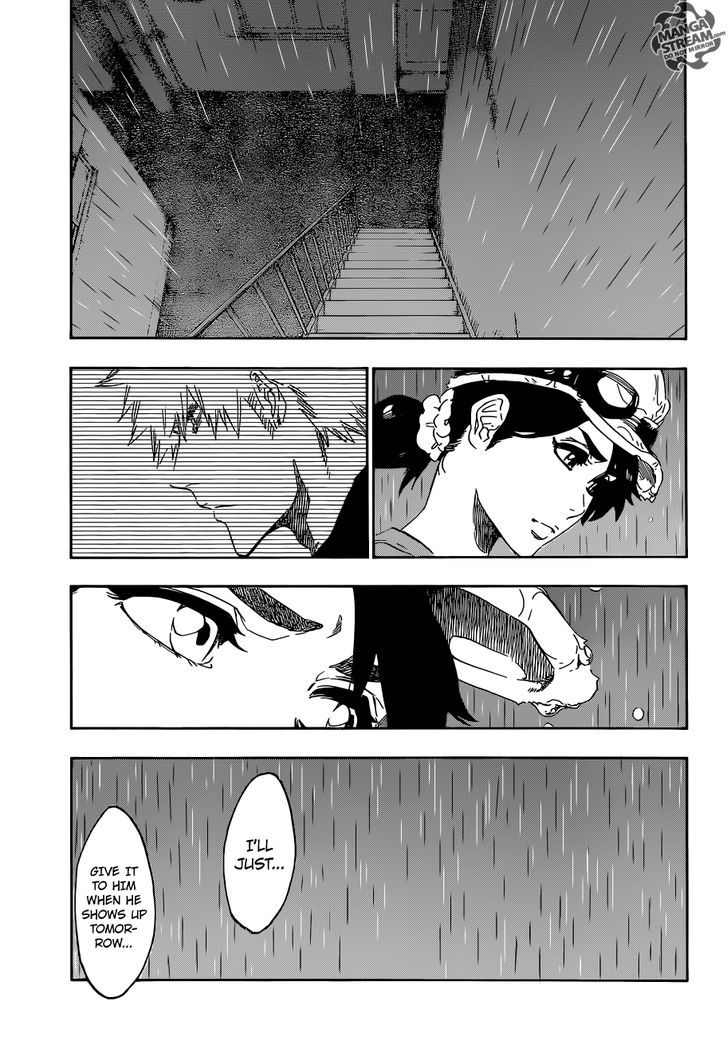 MANGA
STREAM.com
DO NOT MIRROR!
I'LL
JUST...
GIVE IT
TO HIM
WHEN HE
SHOWS UP
TOMOR-
ROW...